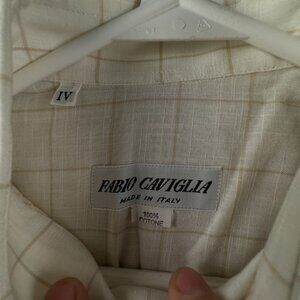 IV
FABIO CAVIGLIA
MADE IN ITALY
100%
COTONE